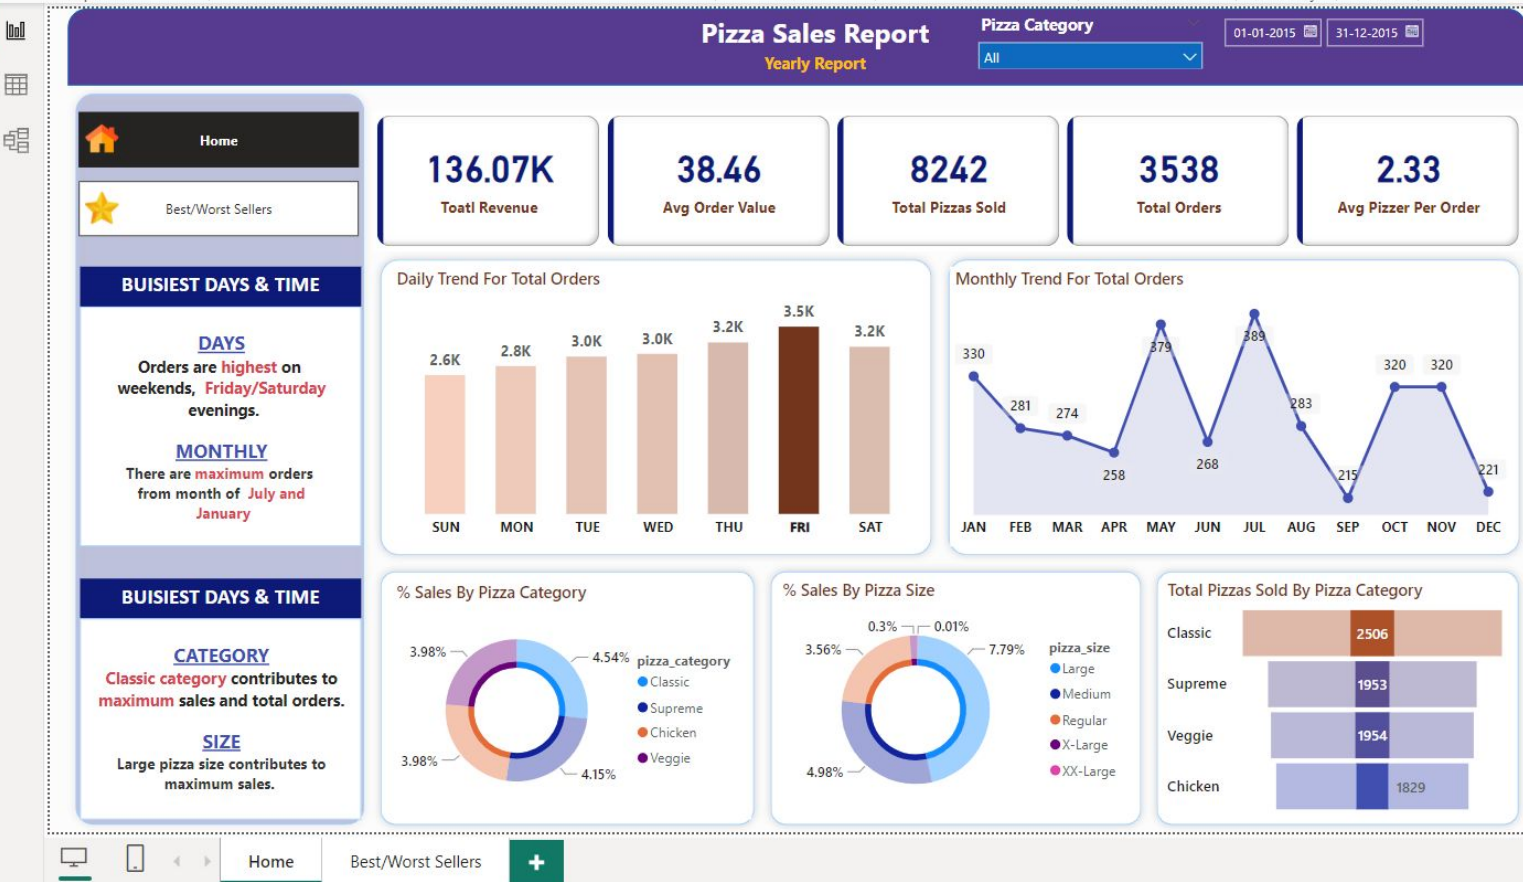 Pizza Sales Report
Yearly Report
Pizza Category
All
01-01-2015
31-12-2015
Home
Best/Worst Sellers
BUISIEST DAYS & TIME
DAYS
Orders are highest on
weekends, Friday/Saturday
evenings.
MONTHLY
There are maximum orders
from month of July and
January
BUISIEST DAYS & TIME
CATEGORY
Classic category contributes to
maximum sales and total orders.
SIZE
Large pizza size contributes to
maximum sales.
136.07K
Toatl Revenue
38.46
Avg Order Value
8242
Total Pizzas Sold
3538
Total Orders
2.33
Avg Pizzer Per Order
Daily Trend For Total Orders
2.6K
2.8K
3.0K
3.0K
3.2K
3.5K
3.2K
SUN MON TUE WED THU FRI SAT
Monthly Trend For Total Orders
330
281
274
258
379
268
389
283
215
320
320
221
JAN FEB MAR APR MAY JUN JUL AUG SEP OCT NOV DEC
% Sales By Pizza Category
3.98%
4.54%
3.98%
4.15%
pizza_category
Classic
Supreme
Chicken
Veggie
% Sales By Pizza Size
0.3%
0.01%
3.56%
7.79%
4.98%
pizza_size
Large
Medium
Regular
X-Large
XX-Large
Total Pizzas Sold By Pizza Category
Classic 2506
Supreme 1953
Veggie 1954
Chicken 1829
Home
Best/Worst Sellers
+